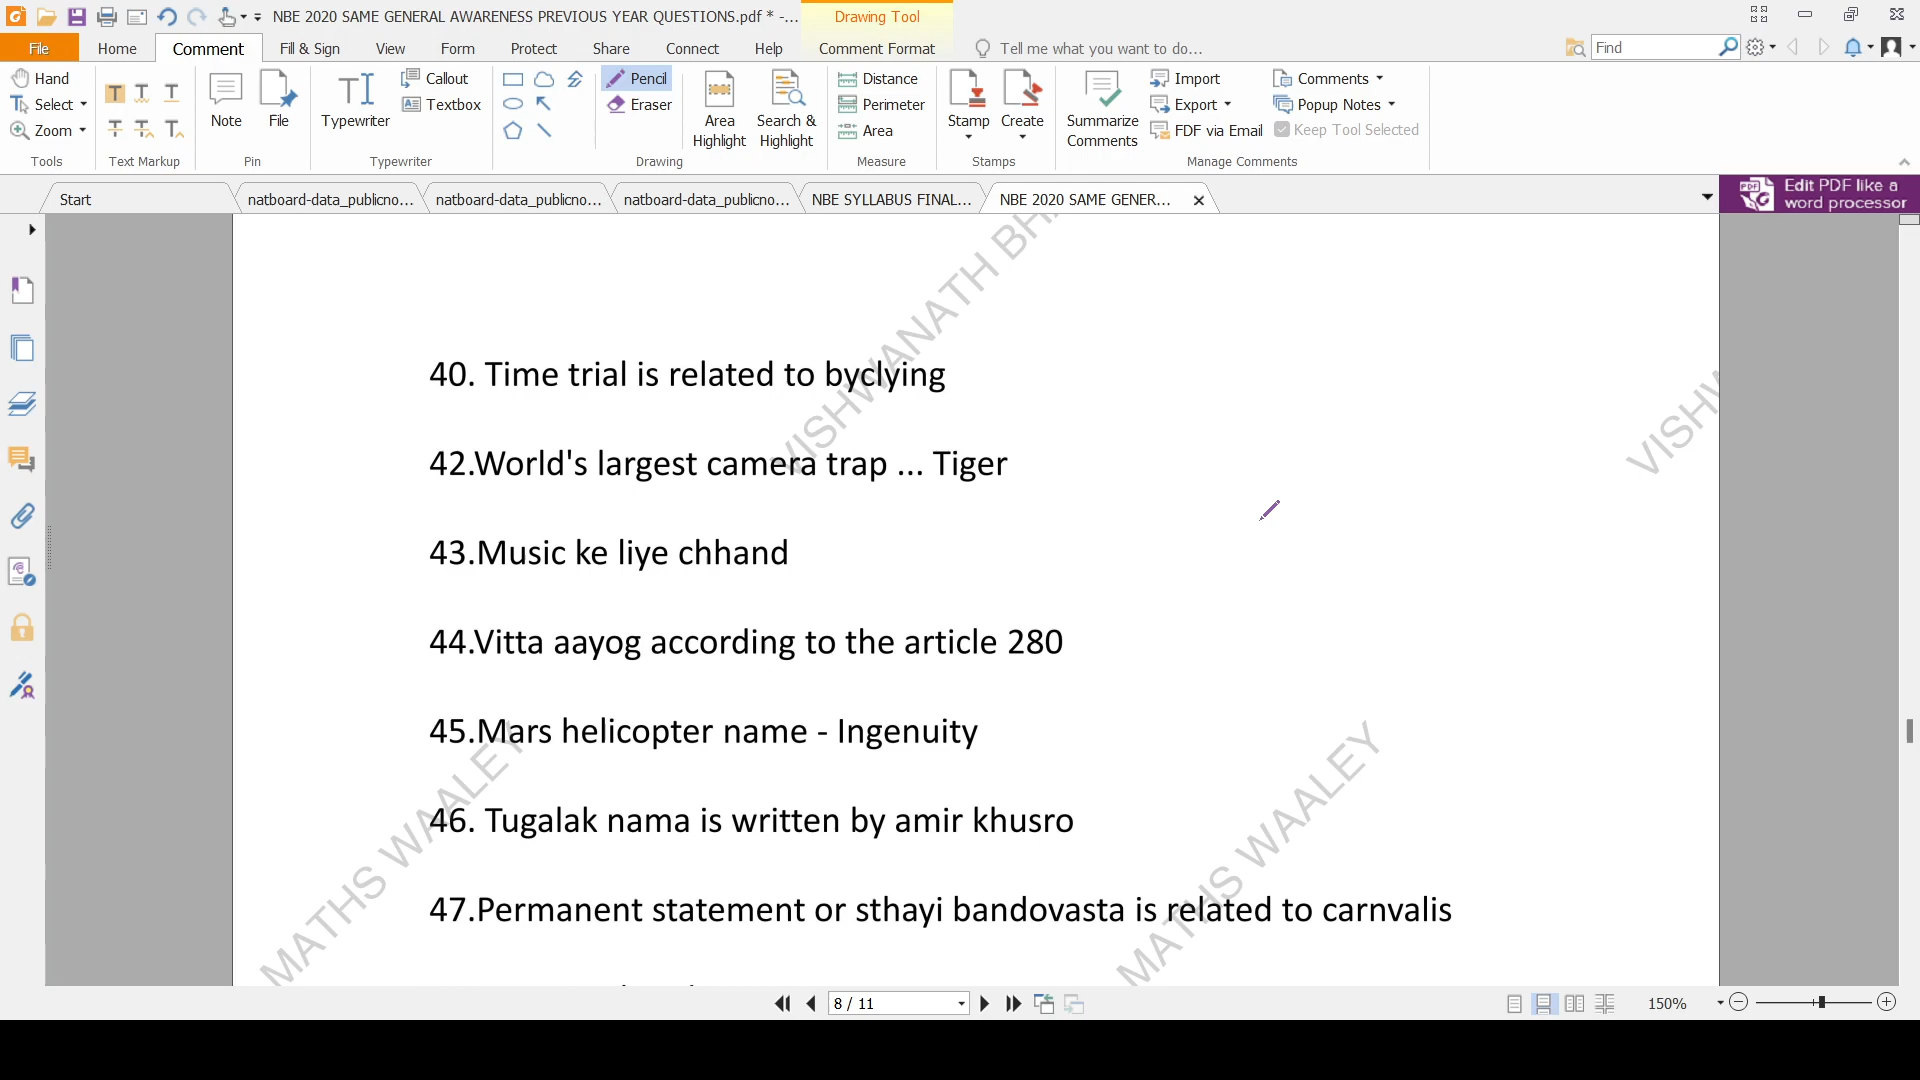 NBE 2020 SAME GENERAL AWARENESS PREVIOUS YEAR QUESTIONS.pdf * -...
Drawing Tool
File Home Comment Fill & Sign View Form Protect Share Connect Help Comment Format Tell me what you want to do... Find
Hand
Select
Zoom
Tools
Text Markup
Note
File
Pin
Typewriter
Callout
Textbox
Typewriter
Pencil
Eraser
Area Highlight
Search & Highlight
Drawing
Distance
Perimeter
Area
Measure
Stamp
Create
Stamps
Summarize Comments
Import
Export
FDF via Email
Comments
Popup Notes
Keep Tool Selected
Manage Comments
Start natboard-data_publicno... natboard-data_publicno... natboard-data_publicno... NBE SYLLABUS FINAL... NBE 2020 SAME GENER...
Edit PDF like a
word processor
VISHWANATH BH
VISHW
40. Time trial is related to byclying
42.World's largest camera trap ... Tiger
43.Music ke liye chhand
44.Vitta aayog according to the article 280
45.Mars helicopter name - Ingenuity
46. Tugalak nama is written by amir khusro
47.Permanent statement or sthayi bandovasta is related to carnvalis
MATHS WAALEY
MATHS WAALEY
8 / 11
150%